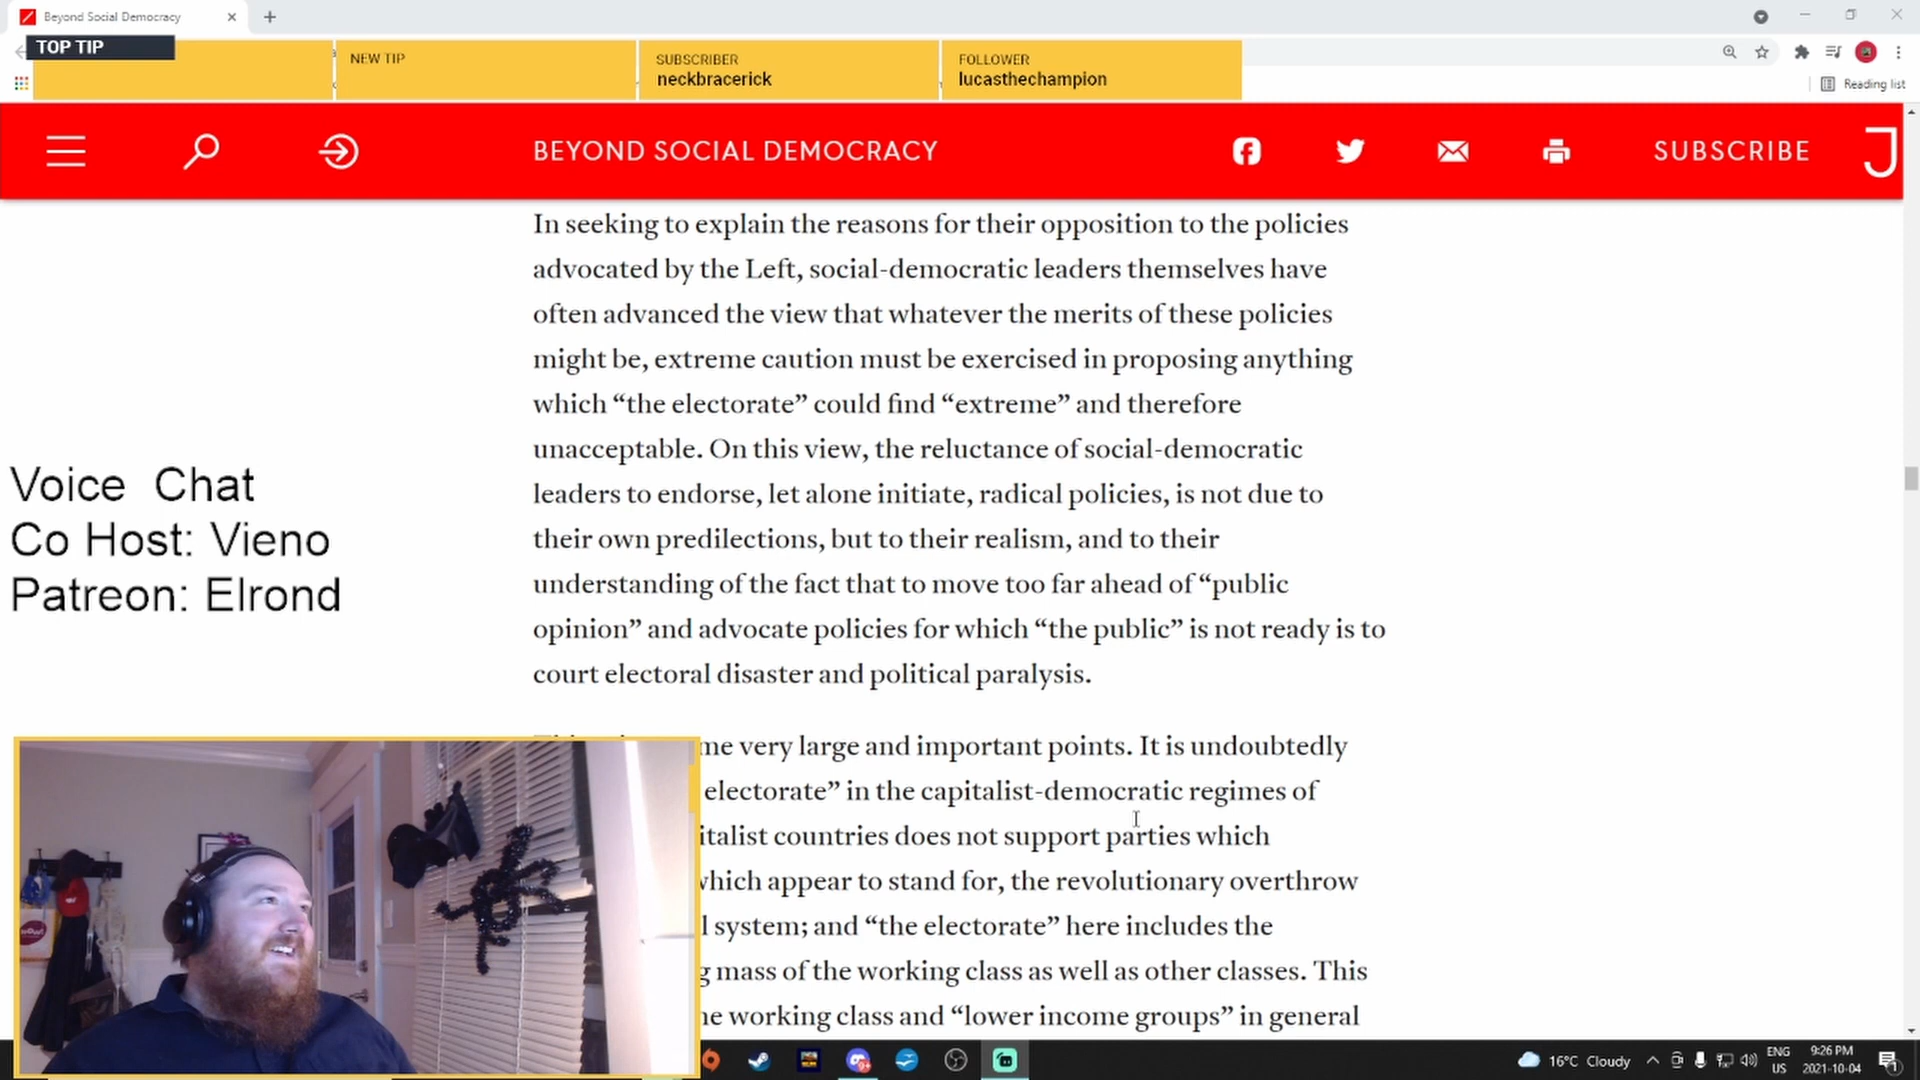 Beyond Social Democracy
TOP TIP
NEW TIP
SUBSCRIBER
neckbracerick
FOLLOWER
lucasthechampion
Reading list
BEYOND SOCIAL DEMOCRACY
SUBSCRIBE
J
In seeking to explain the reasons for their opposition to the policies
advocated by the Left, social-democratic leaders themselves have
often advanced the view that whatever the merits of these policies
might be, extreme caution must be exercised in proposing anything
which “the electorate” could find “extreme” and therefore
unacceptable. On this view, the reluctance of social-democratic
leaders to endorse, let alone initiate, radical policies, is not due to
their own predilections, but to their realism, and to their
understanding of the fact that to move too far ahead of “public
opinion” and advocate policies for which “the public” is not ready is to
court electoral disaster and political paralysis.
Voice Chat
Co Host: Vieno
Patreon: Elrond
me very large and important points. It is undoubtedly
electorate” in the capitalist-democratic regimes of
italist countries does not support parties which
which appear to stand for, the revolutionary overthrow
l system; and “the electorate” here includes the
g mass of the working class as well as other classes. This
he working class and “lower income groups” in general
16°C Cloudy
ENG
US
9:26 PM
2021-10-04